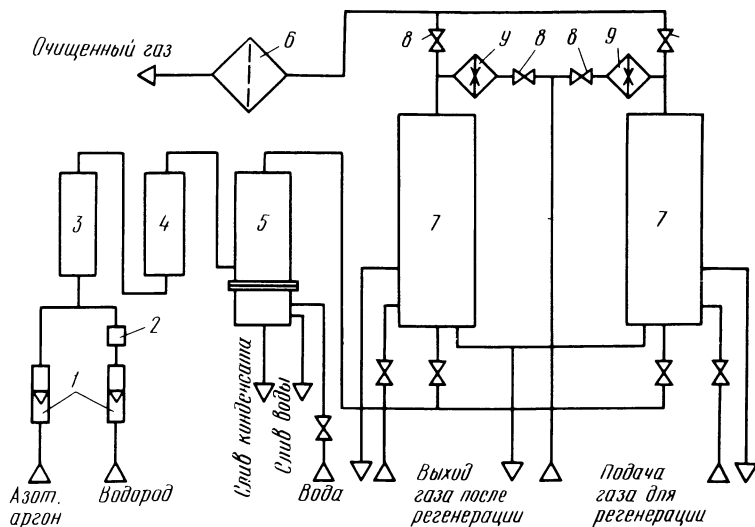 Очищенный газ
6
8
9
8
8
9
3
4
5
7
7
2
1
Слив конденсата
Слив воды
Азот,
аргон
Водород
Вода
Выход
газа после
регенерации
Подача
газа для
регенерации